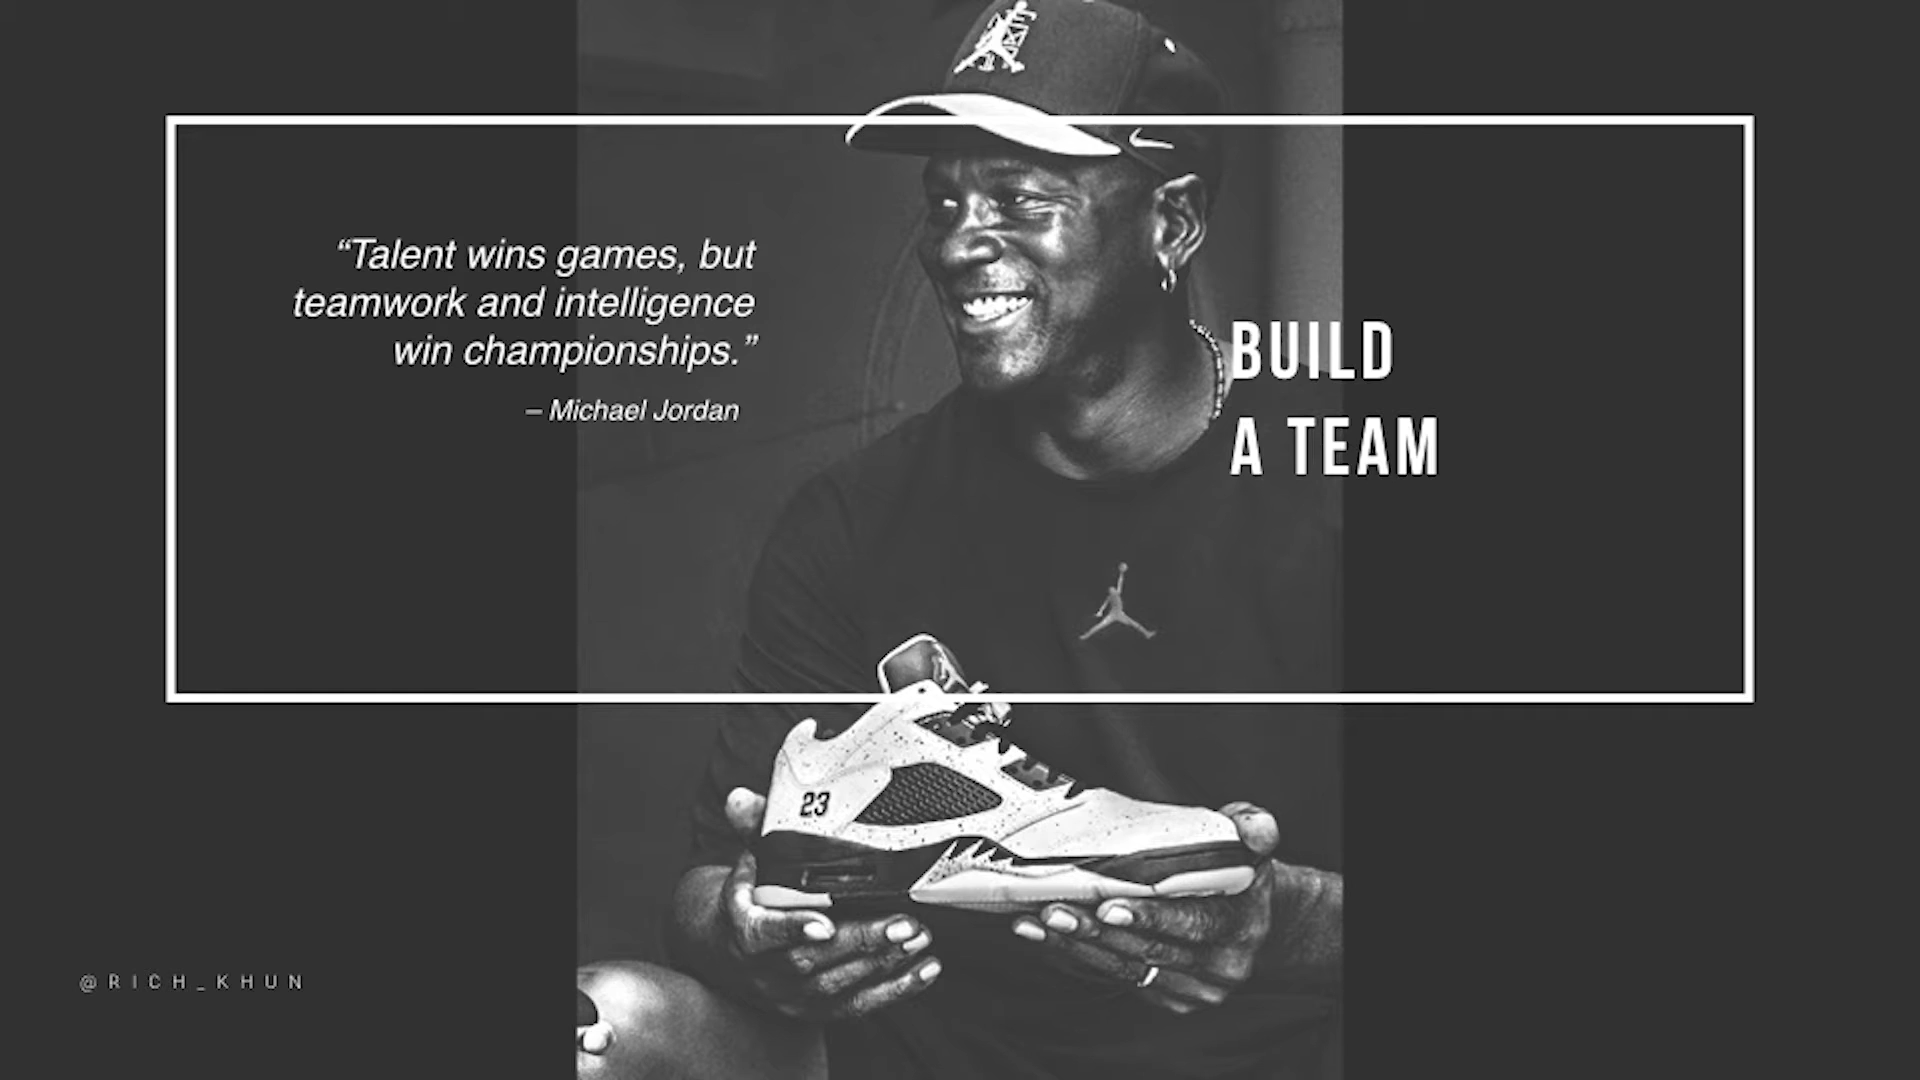 “Talent wins games, but
teamwork and intelligence
win championships.”
– Michael Jordan
BUILD
A TEAM
23
@RICH_KHUN